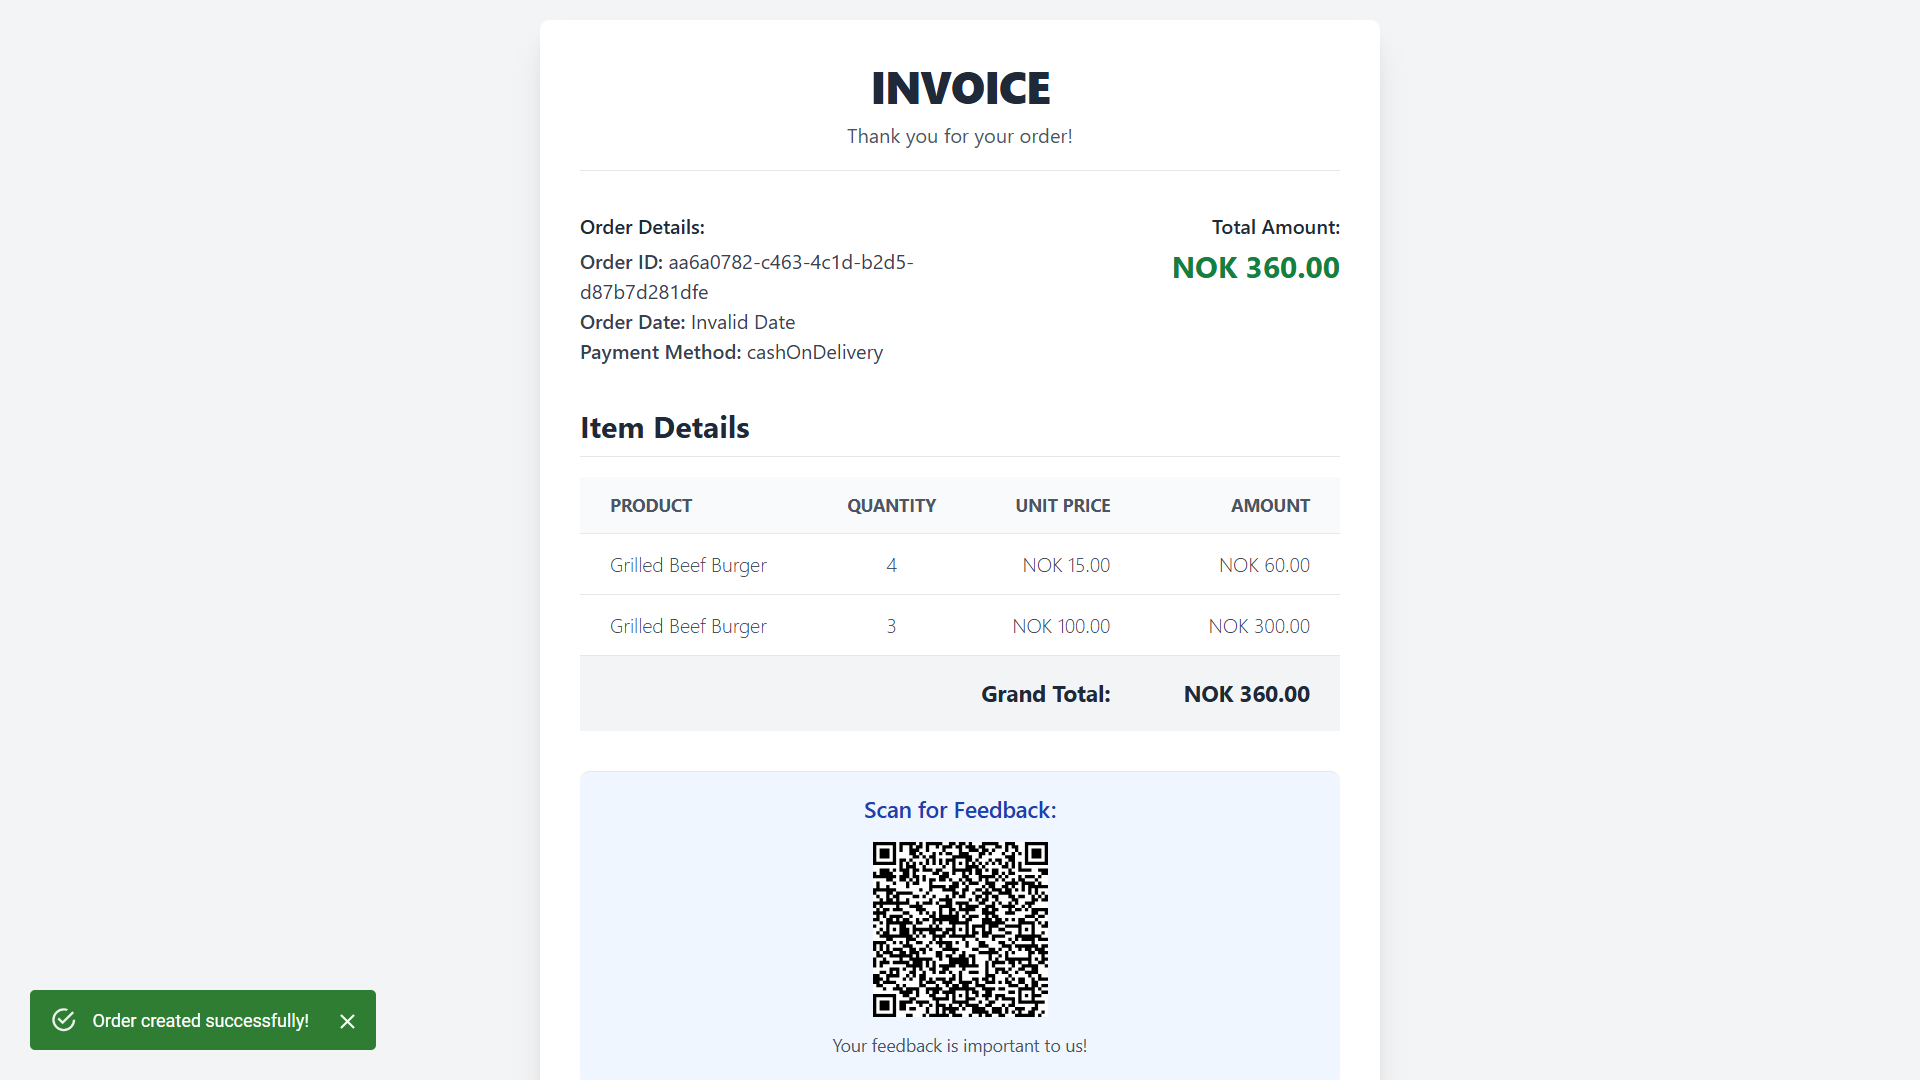 INVOICE
Thank you for your order!
Order Details:
Order ID: aa6a0782-c463-4c1d-b2d5-
d87b7d281dfe
Order Date: Invalid Date
Payment Method: cashOnDelivery
Total Amount:
NOK 360.00
Item Details
PRODUCT QUANTITY UNIT PRICE AMOUNT
Grilled Beef Burger 4 NOK 15.00 NOK 60.00
Grilled Beef Burger 3 NOK 100.00 NOK 300.00
Grand Total: NOK 360.00
Scan for Feedback:
Your feedback is important to us!
Order created successfully!